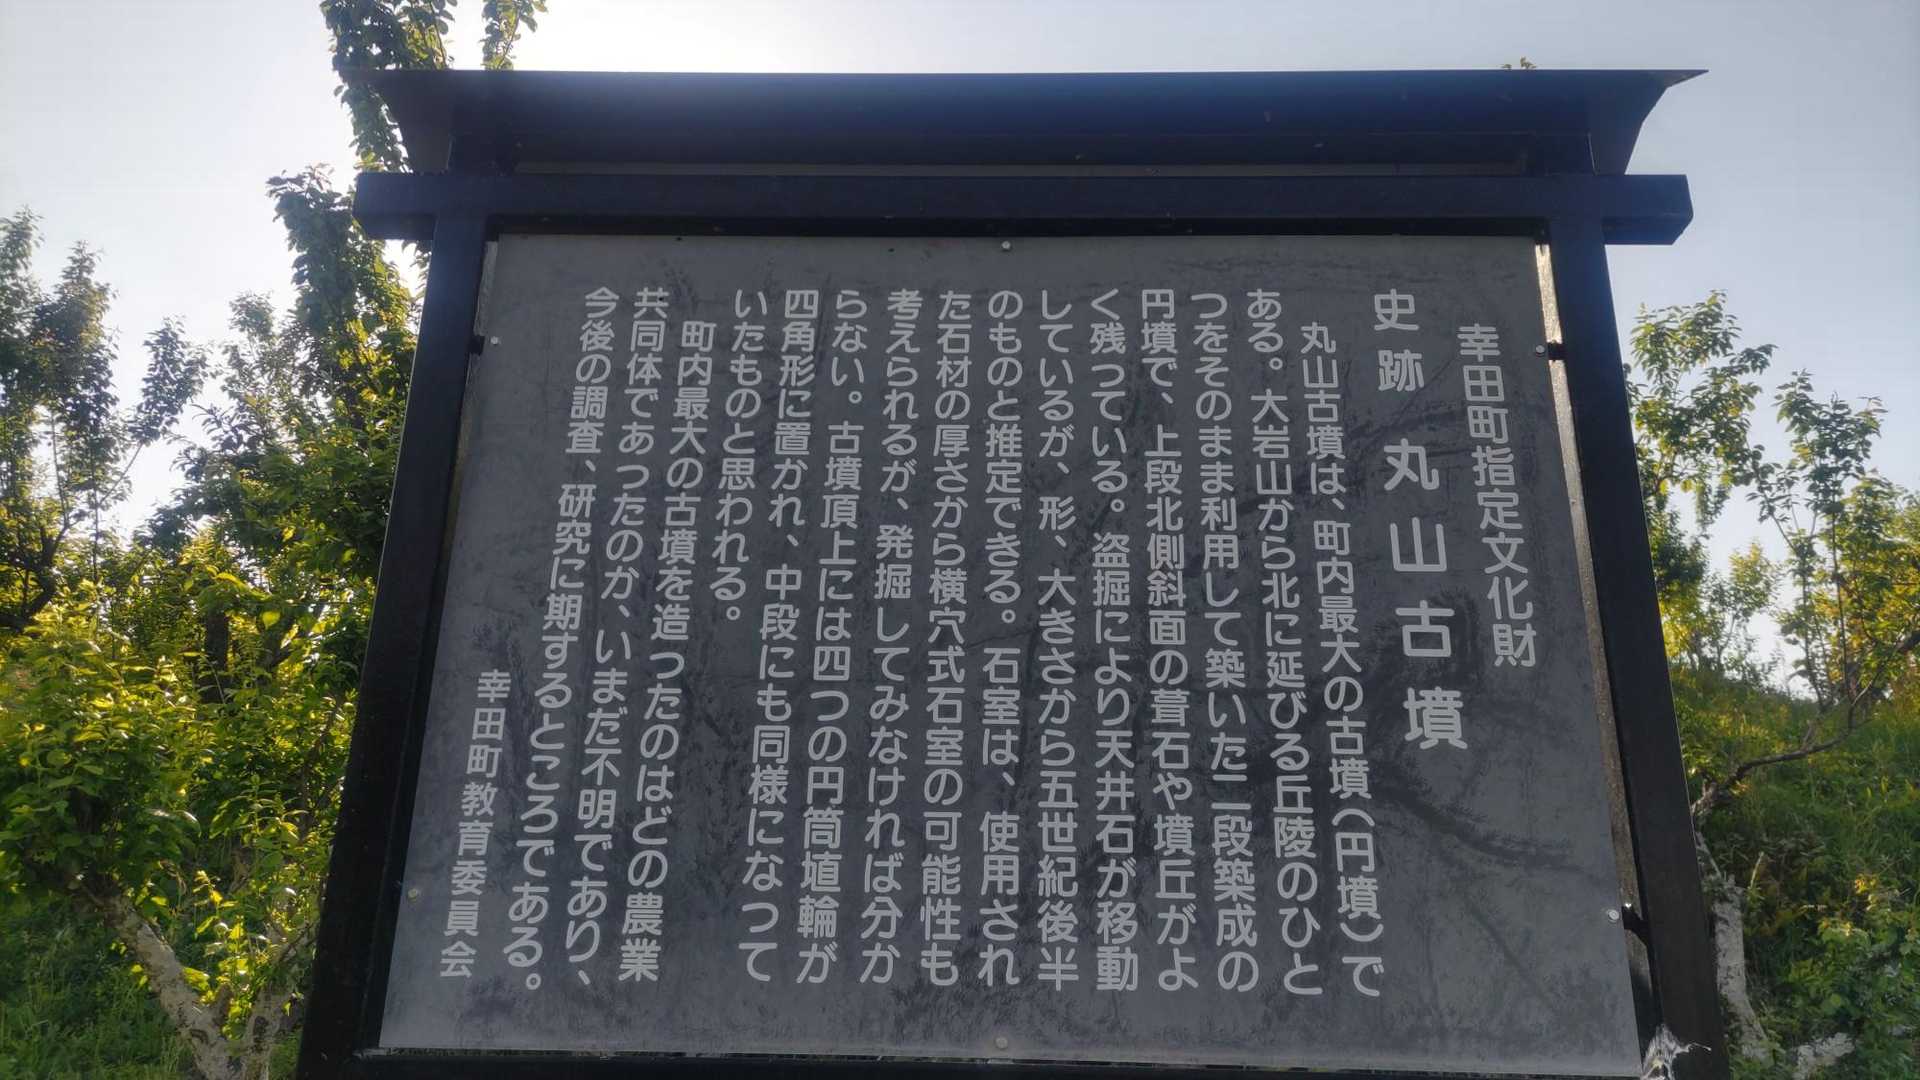 幸田町指定文化財
史跡 丸山古墳
丸山古墳は、町内最大の古墳（円墳）で
ある。大岩山から北に延びる丘陵のひと
つをそのまま利用して築いた二段築成の
円墳で、上段北側斜面の葺石や墳丘がよ
く残っている。盗掘により天井石が移動
しているが、形、大きさから五世紀後半
のものと推定できる。石室は、使用され
た石材の厚さから横穴式石室の可能性も
考えられるが、発掘してみなければ分か
らない。古墳頂上には四つの円筒埴輪が
四角形に置かれ、中段にも同様になって
いたものと思われる。
町内最大の古墳を造つたのはどの農業
共同体であつたのか、いまだ不明であり、
今後の調査、研究に期するところである。
幸田町教育委員会